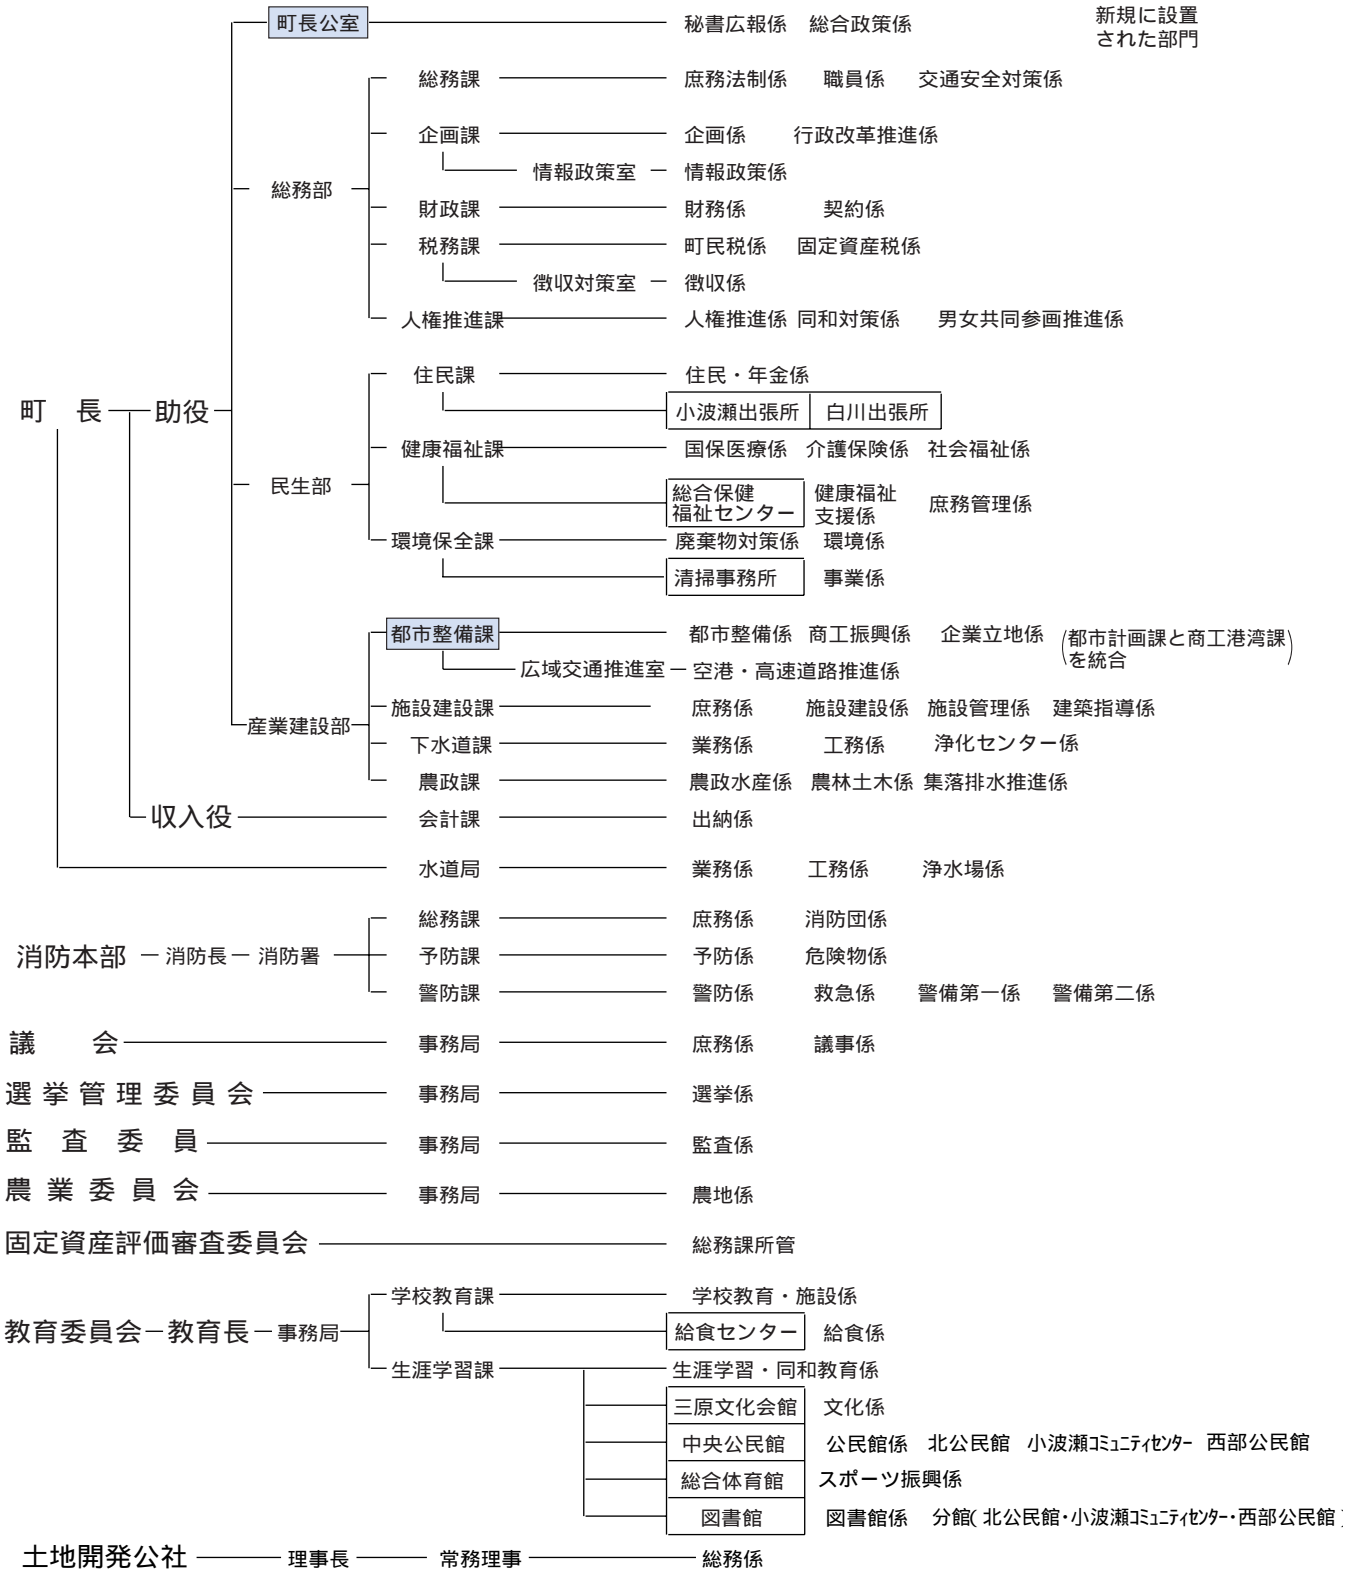 町長公室 秘書広報係 総合政策係 新規に設置
された部門
総務課 庶務法制係 職員係 交通安全対策係
企画課 企画係 行政改革推進係
情報政策室 情報政策係
総務部
財政課 財務係 契約係
税務課 町民税係 固定資産税係
徴収対策室 徴収係
人権推進課 人権推進係 同和対策係 男女共同参画推進係
住民課 住民・年金係
町長 助役 小波瀬出張所 白川出張所
健康福祉課 国保医療係 介護保険係 社会福祉係
民生部
総合保健 健康福祉 庶務管理係
福祉センター 支援係
環境保全課 廃棄物対策係 環境係
清掃事務所 事業係
都市整備課 都市整備係 商工振興係 企業立地係 (都市計画課と商工港湾課)
を統合
広域交通推進室 空港・高速道路推進係
施設建設課 庶務係 施設建設係 施設管理係 建築指導係
産業建設部
下水道課 業務係 工務係 浄化センター係
農政課 農政水産係 農林土木係 集落排水推進係
収入役 会計課 出納係
水道局 業務係 工務係 浄水場係
総務課 庶務係 消防団係
消防本部 消防長 消防署 予防課 予防係 危険物係
警防課 警防係 救急係 警備第一係 警備第二係
議会 事務局 庶務係 議事係
選挙管理委員会 事務局 選挙係
監査委員 事務局 監査係
農業委員会 事務局 農地係
固定資産評価審査委員会 総務課所管
学校教育課 学校教育・施設係
教育委員会 教育長 事務局 給食センター 給食係
生涯学習課 生涯学習・同和教育係
三原文化会館 文化係
中央公民館 公民館係 北公民館 小波瀬コミュニティセンター 西部公民館
総合体育館 スポーツ振興係
図書館 図書館係 分館(北公民館・小波瀬コミュニティセンター・西部公民館)
土地開発公社 理事長 常務理事 総務係